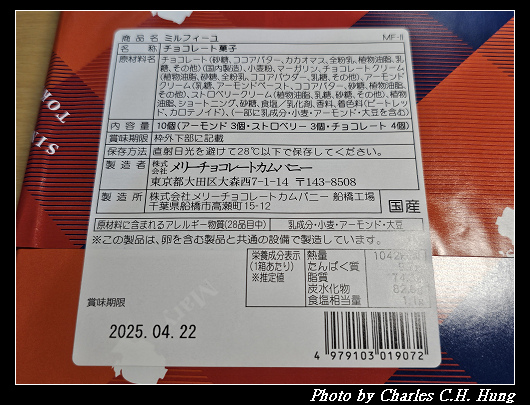 商品名 ミルフィーユ MF-II
名称 チョコレート菓子
原材料名 チョコレート(砂糖、ココアバター、カカオマス、全粉乳、植物油脂、乳糖、その他)(国内製造)、小麦粉、マーガリン、チョコレートクリーム
(植物油脂、砂糖、全粉乳、ココアパウダー、乳糖、その他)、アーモンド
クリーム(乳糖、植物油脂、アーモンドペースト、砂糖、ココアバター、その他)、ストロベリークリーム(植物油脂、乳糖、砂糖、その他)、植物
油脂、ショートニング、砂糖、食塩/乳化剤、香料、着色料(ビートレッド、カロテノイド)、(一部に乳成分・小麦・アーモンド・大豆を含む)
内容量 10個(アーモンド 3個・ストロベリー 3個・チョコレート 4個)
賞味期限 枠外下部に記載
保存方法 直射日光を避けて28℃以下で保存してください。
製造者 株式会社 メリーチョコレートカムパニー
東京都大田区大森西7-1-14 〒143-8508
製造所 株式会社メリーチョコレートカムパニー 船橋工場
千葉県船橋市高瀬町15-12
国産
原材料に含まれるアレルギー物質(28品目中) 乳成分・小麦・アーモンド・大豆
※この製品は、卵を含む製品と共通の設備で製造しています。
栄養成分表示
(1箱あたり)
※推定値
熱量
たんぱく質
脂質
炭水化物
食塩相当量
賞味期限
2025.04.22
4 979103 019072
Photo by Charles C.H. Hung